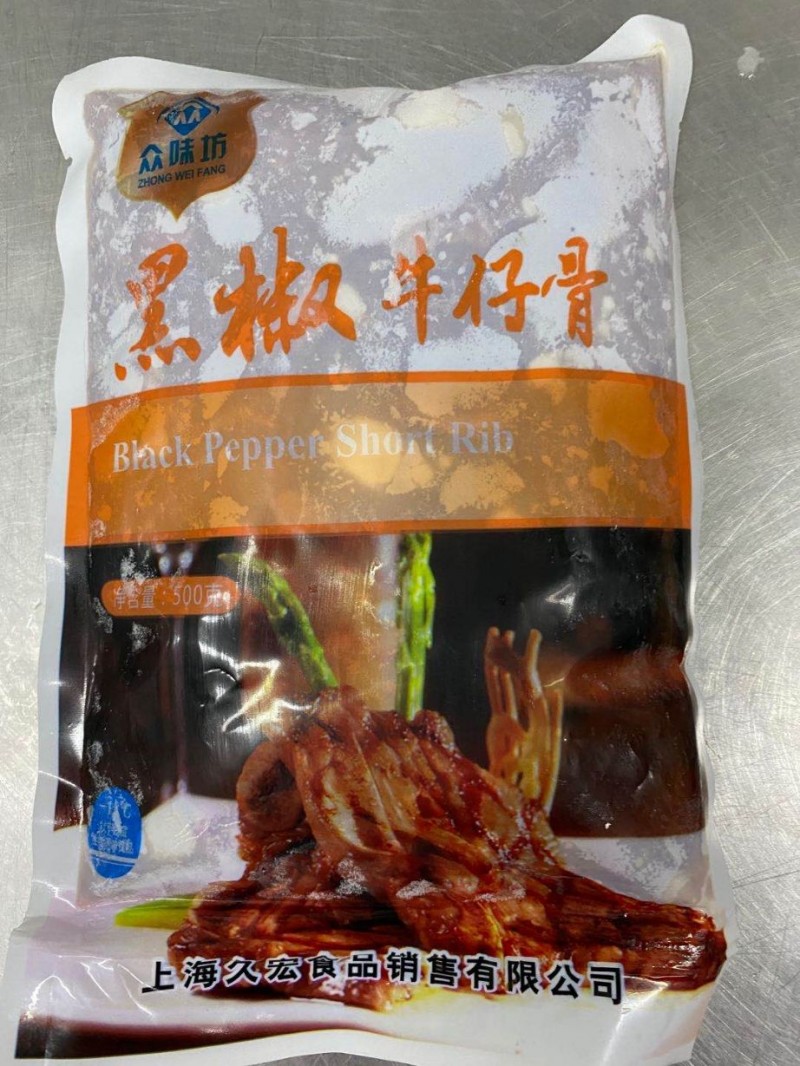 众味坊
ZHONG WEI FANG
黑椒牛仔骨
Black Pepper Short Rib
净含量:500克
-18℃
上海久宏食品销售有限公司